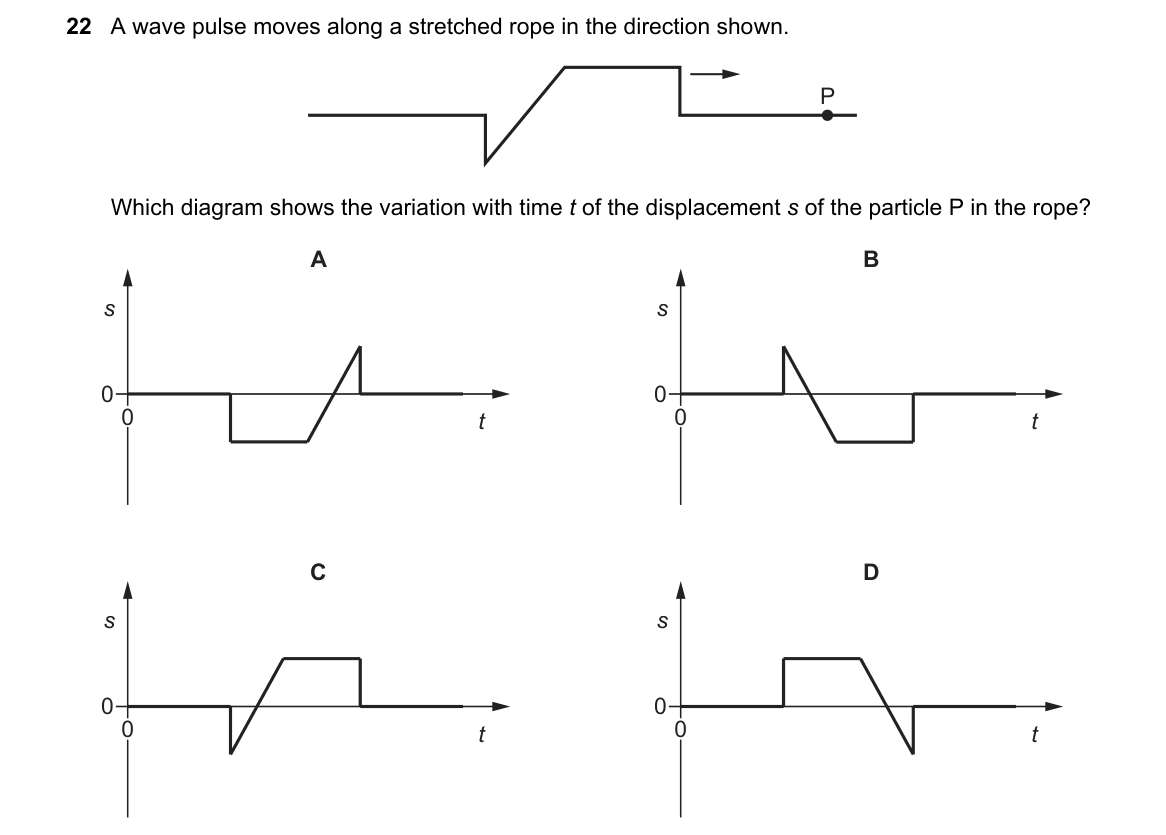 22 A wave pulse moves along a stretched rope in the direction shown.
P
Which diagram shows the variation with time t of the displacement s of the particle P in the rope?
A
s
0
0
t
B
s
0
0
t
C
s
0
0
t
D
s
0
0
t